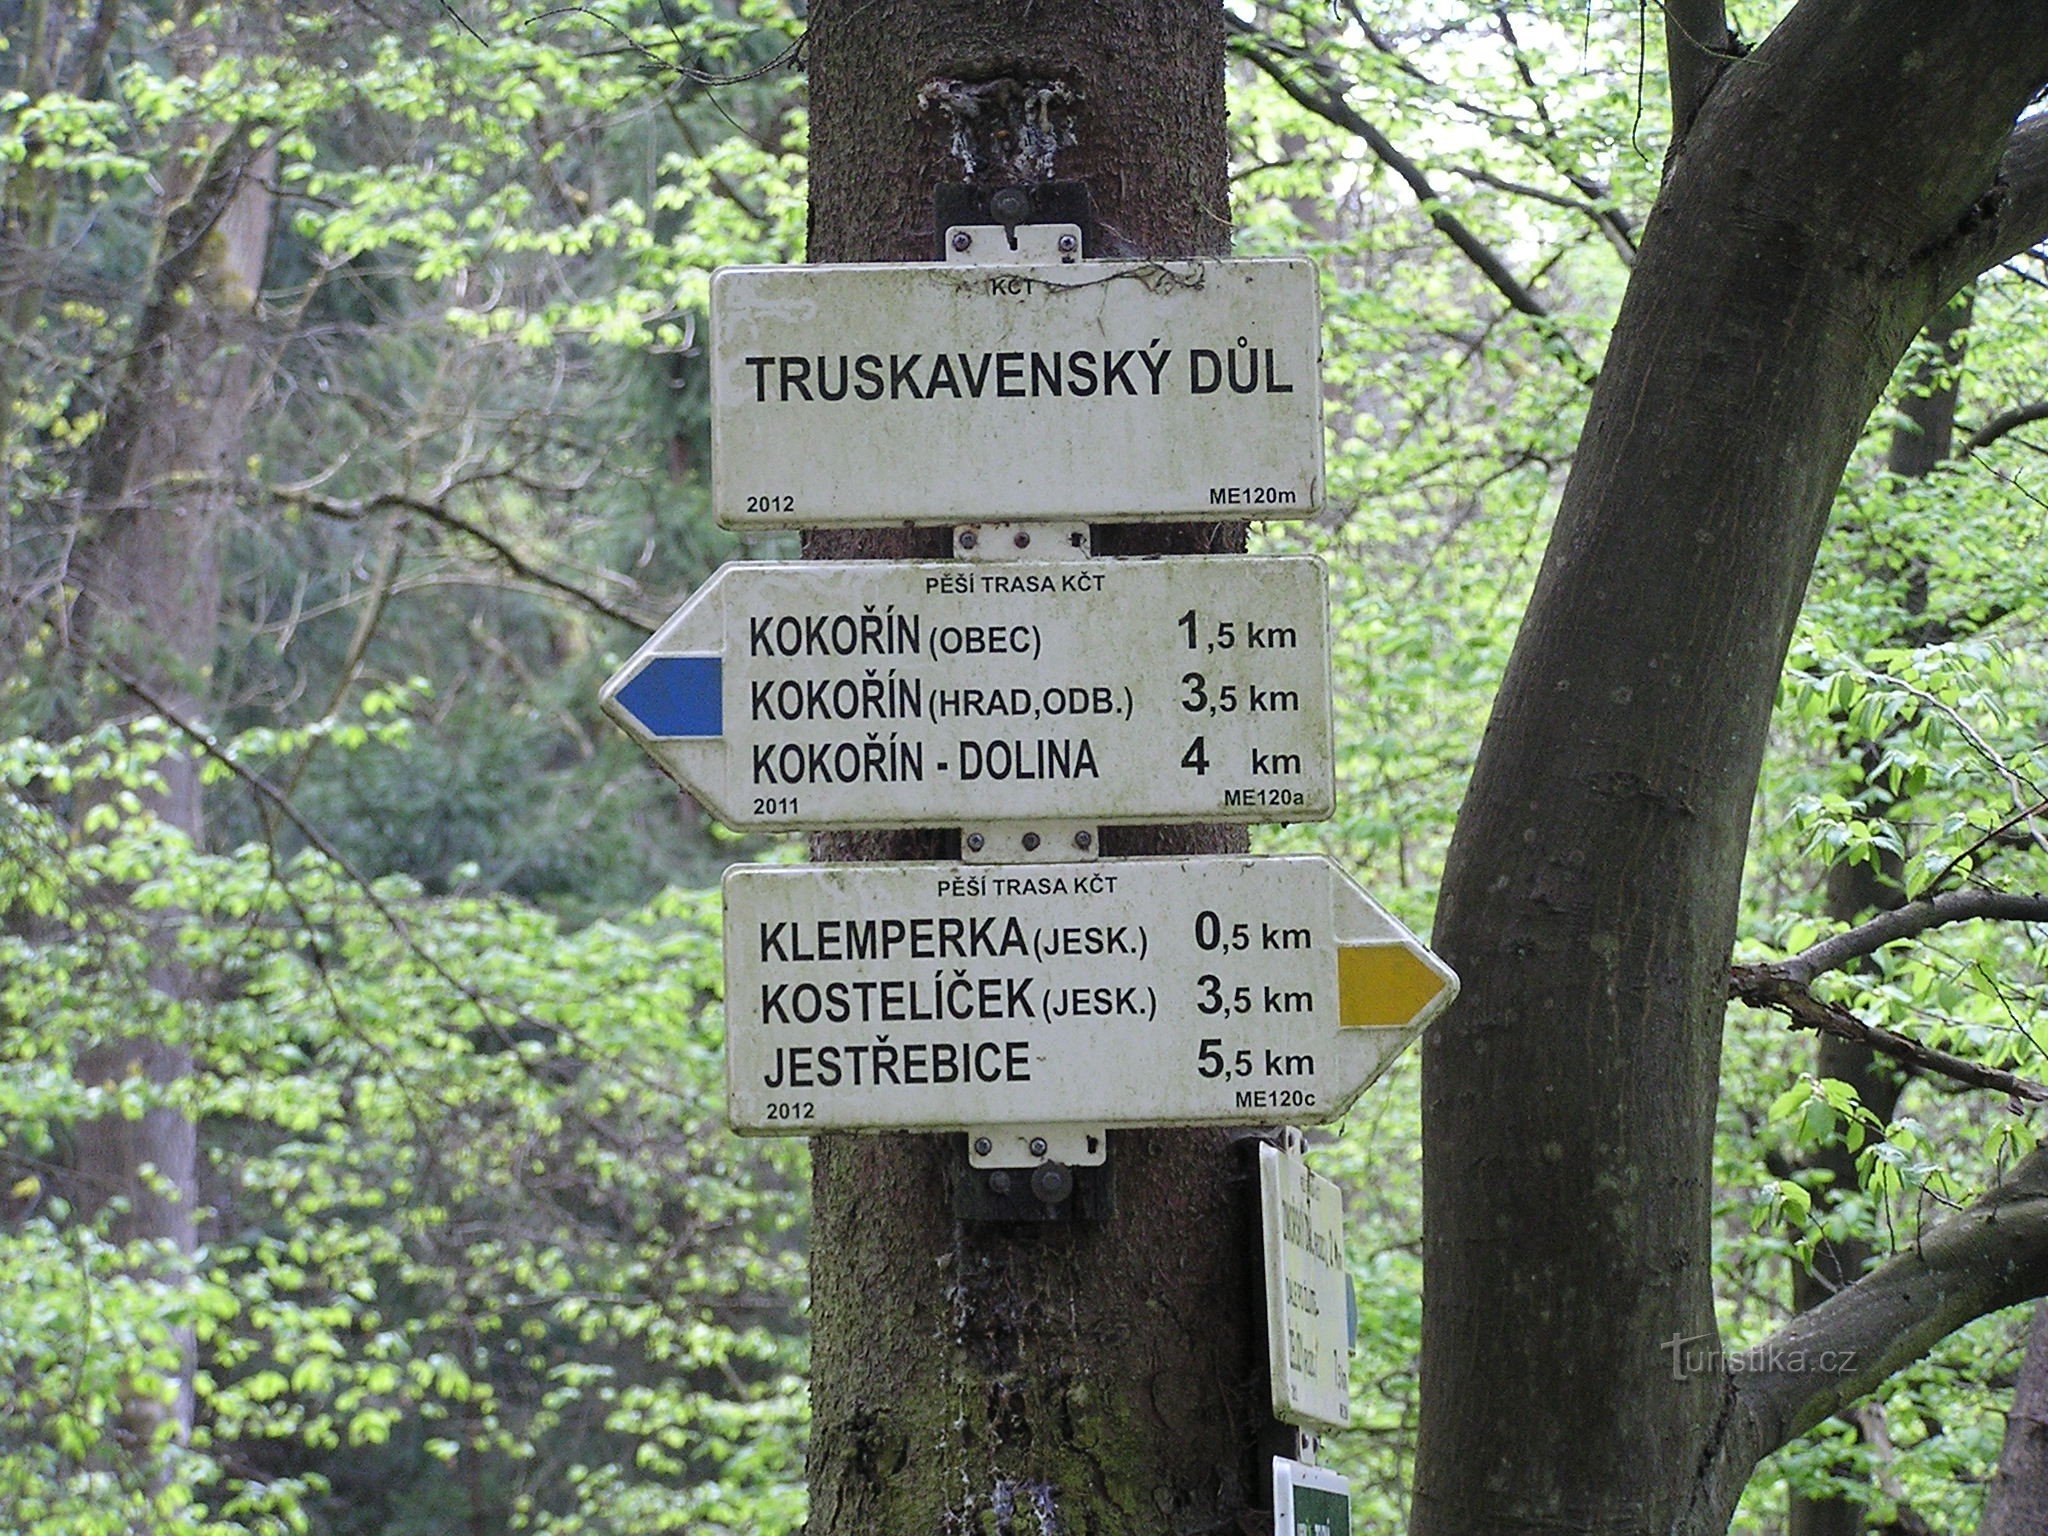 KČT
TRUSKAVENSKÝ DŮL
2012 ME120m
PĚŠÍ TRASA KČT
KOKOŘÍN (OBEC) 1,5 km
KOKOŘÍN (HRAD,ODB.) 3,5 km
KOKOŘÍN - DOLINA 4 km
2011 ME120a
PĚŠÍ TRASA KČT
KLEMPERKA (JESK.) 0,5 km
KOSTELÍČEK (JESK.) 3,5 km
JESTŘEBICE 5,5 km
2012 ME120c
Turistika.cz